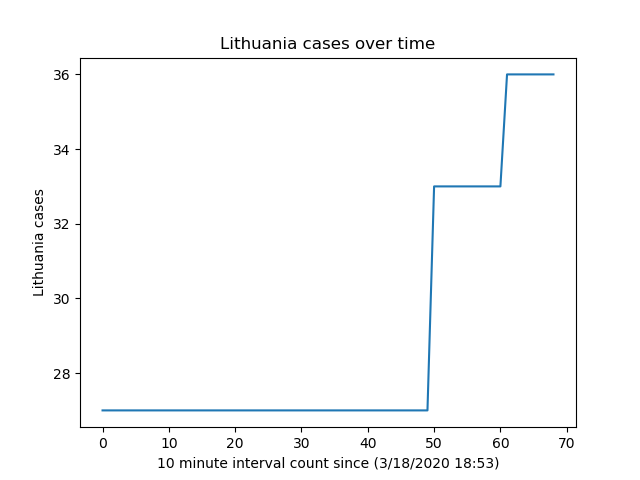 Lithuania cases over time
36
34
32
30
28
Lithuania cases
0 10 20 30 40 50 60 70
10 minute interval count since (3/18/2020 18:53)